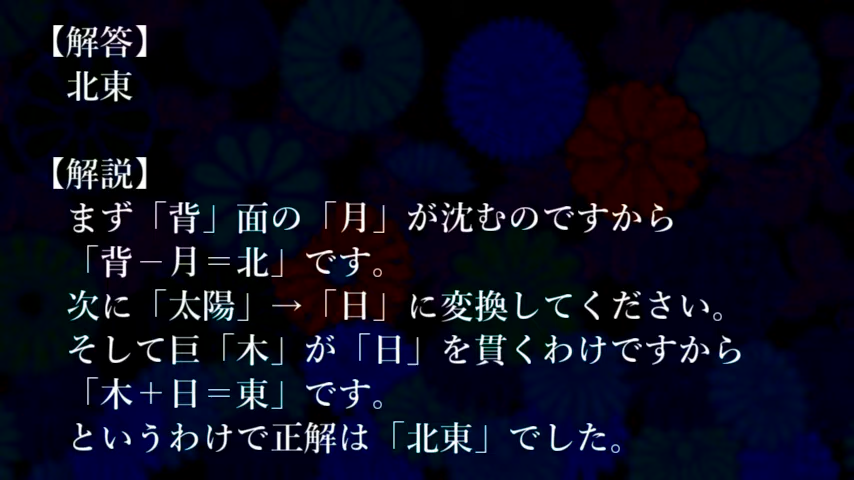 【解答】
北東
【解説】
まず「背」面の「月」が沈むのですから
「背－月＝北」です。
次に「太陽」→「日」に変換してください。
そして巨「木」が「日」を貫くわけですから
「木＋日＝東」です。
というわけで正解は「北東」でした。